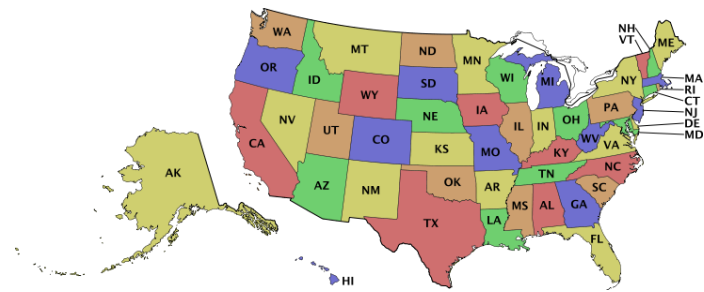 WA
MT
ND
MN
OR
ID
SD
WI
MI
NH
VT
ME
NY
MA
RI
CT
NJ
DE
MD
WY
IA
NE
PA
NV
UT
CO
IL
IN
OH
CA
KS
MO
WV
VA
KY
AK
AZ
NM
OK
AR
TN
NC
SC
TX
LA
MS
AL
GA
FL
HI